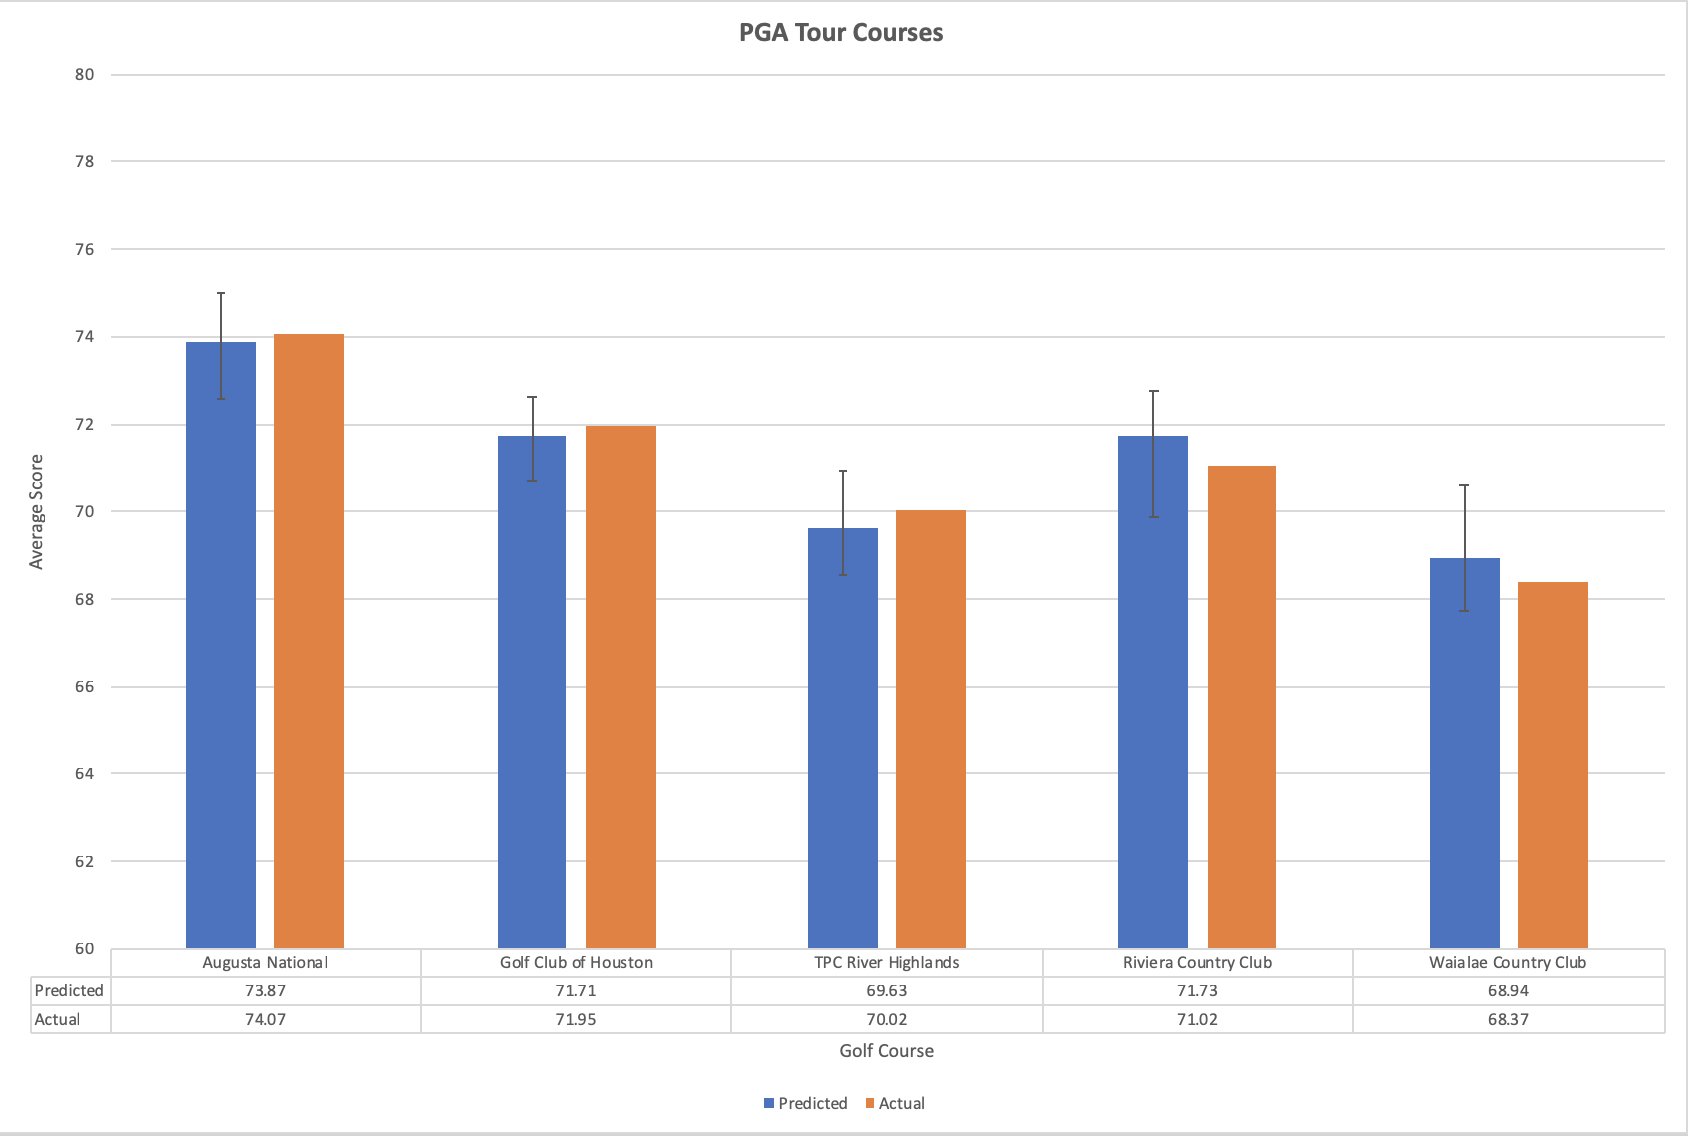 PGA Tour Courses
80
78
76
74
72
70
68
66
64
62
60
Average Score
Augusta National Golf Club of Houston TPC River Highlands Riviera Country Club Waialae Country Club
Predicted 73.87 71.71 69.63 71.73 68.94
Actual 74.07 71.95 70.02 71.02 68.37
Golf Course
Predicted Actual